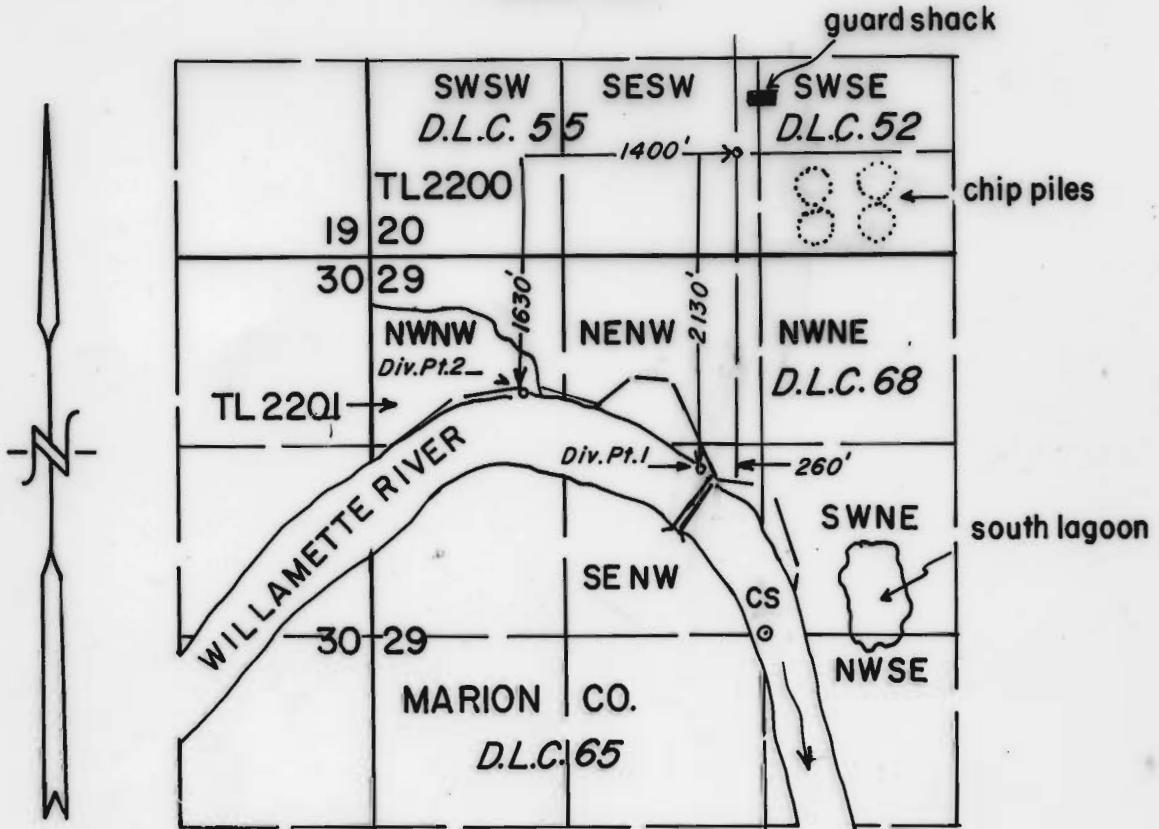 guard shack
SWSW
SESW
SWSE
D.L.C. 55
D.L.C. 52
1400'
TL2200
chip piles
19 20
30 29
1630'
2130'
NWNW
NENW
NWNE
Div.Pt.2
D.L.C. 68
TL2201
Div.Pt.1
260'
WILLAMETTE RIVER
SWNE
south lagoon
SENW
CS
30 29
NWSE
MARION CO.
D.L.C. 65
N